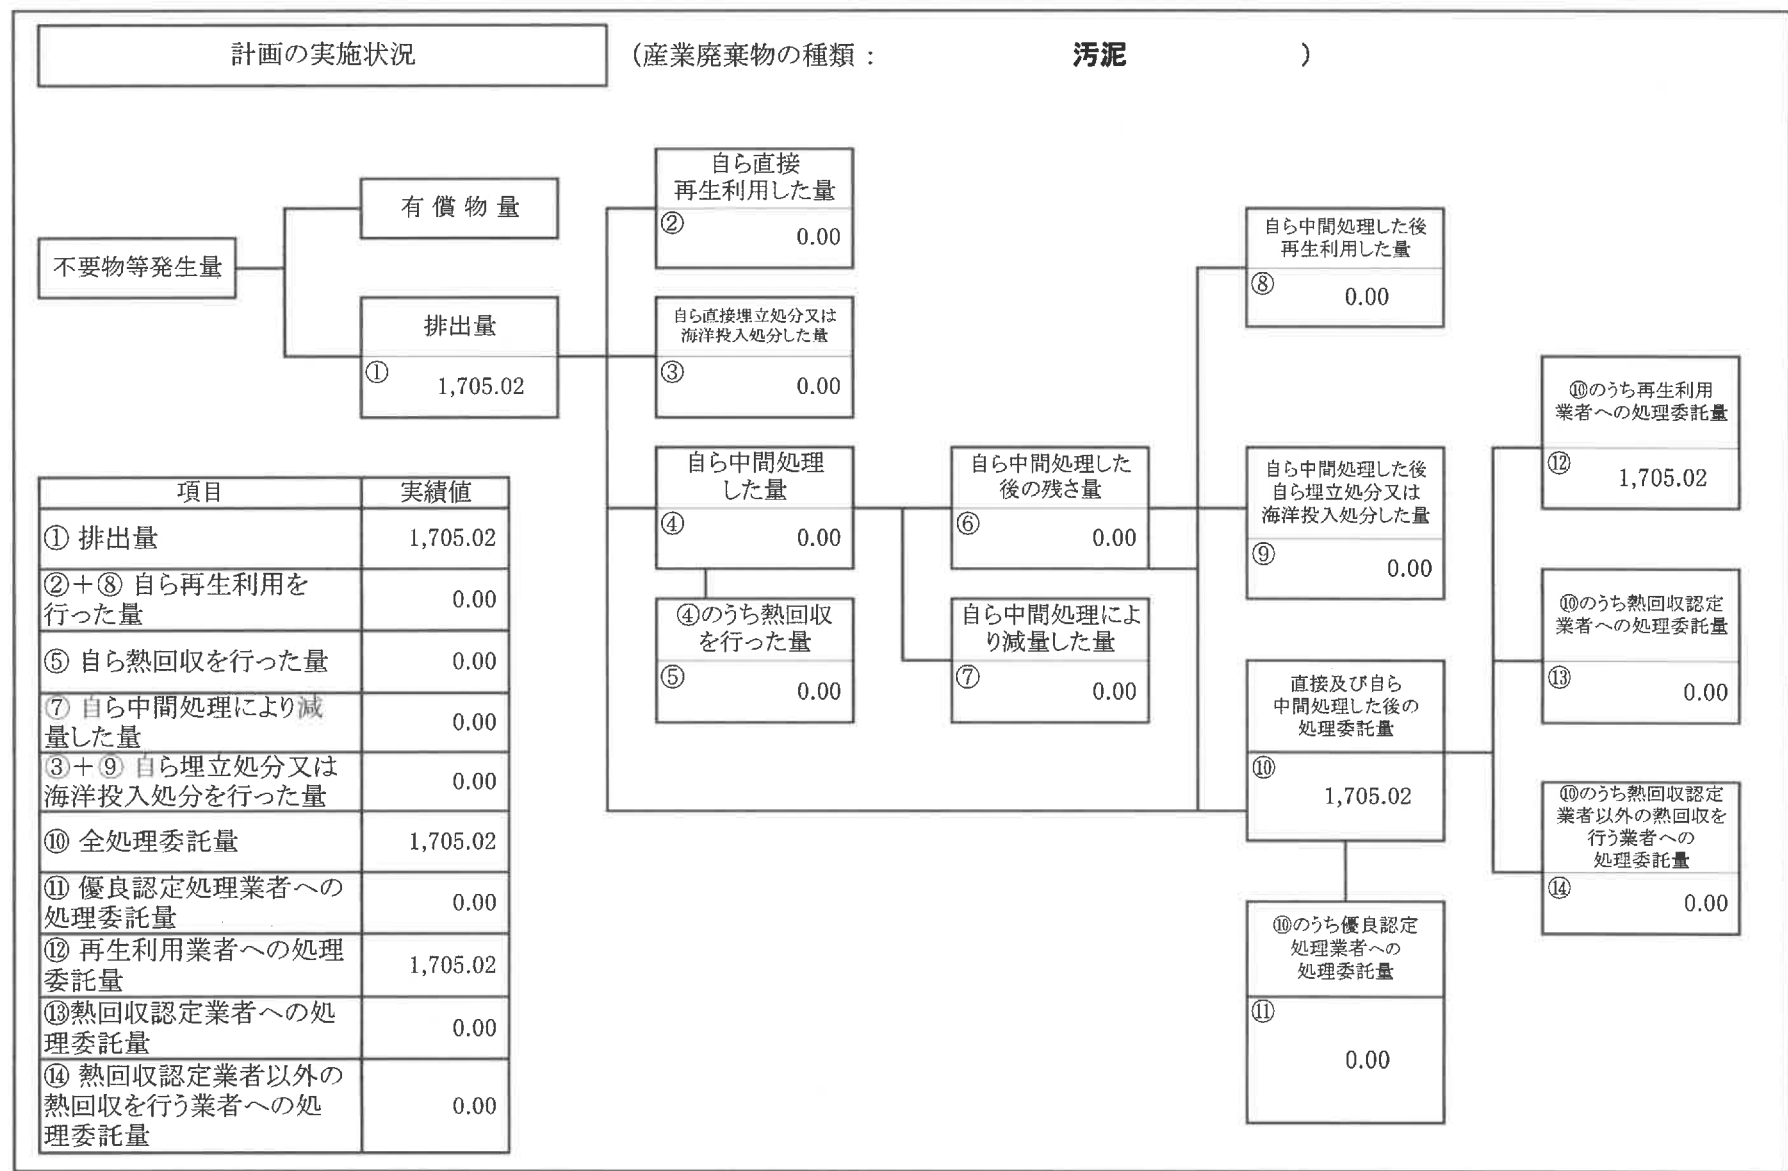 計画の実施状況 (産業廃棄物の種類: 汚泥 )
不要物等発生量
有償物量
排出量
① 1,705.02
自ら直接
再生利用した量
② 0.00
自ら直接埋立処分又は
海洋投入処分した量
③ 0.00
自ら中間処理
した量
④ 0.00
④のうち熱回収
を行った量
⑤ 0.00
自ら中間処理した
後の残さ量
⑥ 0.00
自ら中間処理によ
り減量した量
⑦ 0.00
自ら中間処理した後
再生利用した量
⑧ 0.00
自ら中間処理した後
自ら埋立処分又は
海洋投入処分した量
⑨ 0.00
直接及び自ら
中間処理した後の
処理委託量
⑩ 1,705.02
⑩のうち優良認定
処理業者への
処理委託量
⑪ 0.00
⑩のうち再生利用
業者への処理委託量
⑫ 1,705.02
⑩のうち熱回収認定
業者への処理委託量
⑬ 0.00
⑩のうち熱回収認定
業者以外の熱回収を
行う業者への
処理委託量
⑭ 0.00
項目 実績値
① 排出量 1,705.02
②+⑧ 自ら再生利用を
行った量 0.00
⑤ 自ら熱回収を行った量 0.00
⑦ 自ら中間処理により減
量した量 0.00
③+⑨ 自ら埋立処分又は
海洋投入処分を行った量 0.00
⑩ 全処理委託量 1,705.02
⑪ 優良認定処理業者への
処理委託量 0.00
⑫ 再生利用業者への処理
委託量 1,705.02
⑬熱回収認定業者への処
理委託量 0.00
⑭ 熱回収認定業者以外の
熱回収を行う業者への処
理委託量 0.00